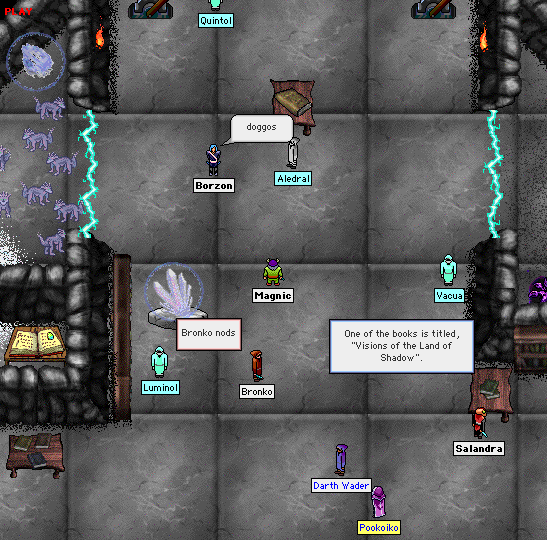 PLAY
Quintol
doggos
Borzon
Aledral
Magnic
Vacua
Bronko nods
One of the books is titled,
"Visions of the Land of
Shadow".
Luminol
Bronko
Salandra
Darth Wader
Pookoiko